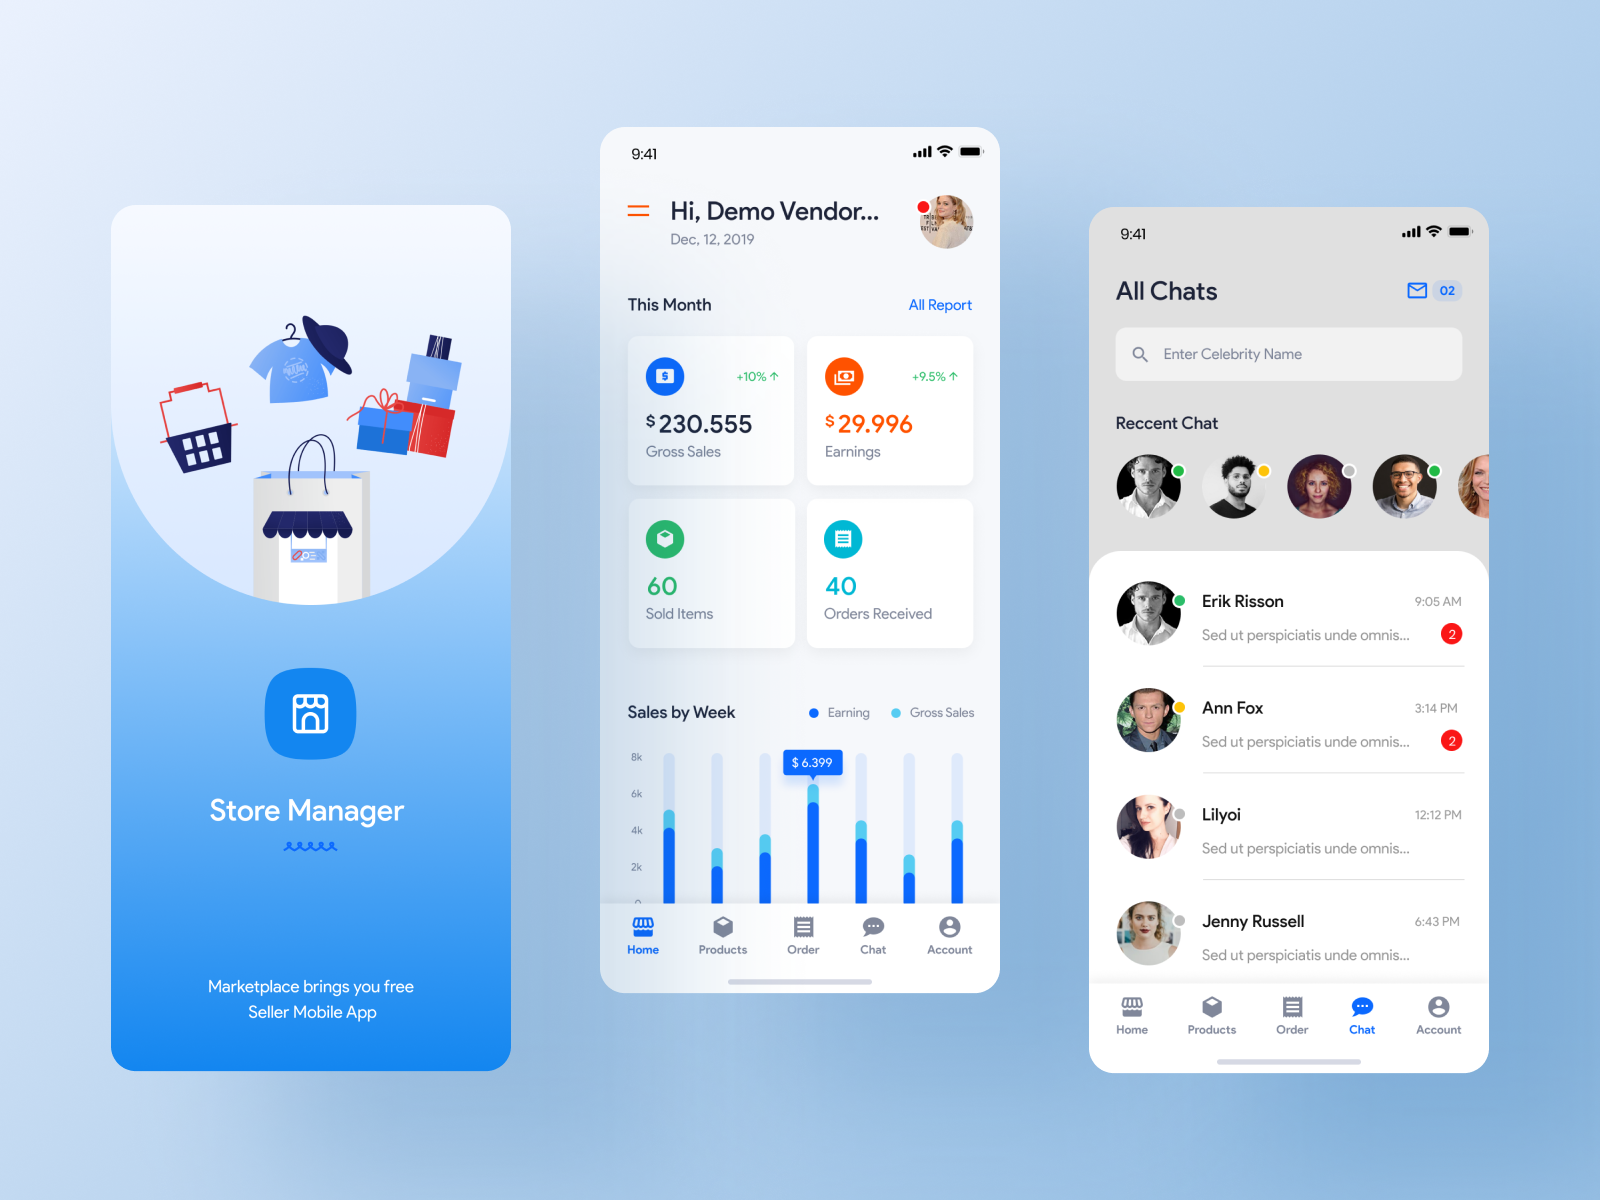 Store Manager
Marketplace brings you free
Seller Mobile App
9:41
Hi, Demo Vendor...
Dec, 12, 2019
This Month
All Report
+10% ↑
$ 230.555
Gross Sales
+9.5% ↑
$ 29.996
Earnings
60
Sold Items
40
Orders Received
Sales by Week
Earning
Gross Sales
8k
$ 6.399
6k
4k
2k
0
Home
Products
Order
Chat
Account
9:41
All Chats
02
Enter Celebrity Name
Reccent Chat
Erik Risson
9:05 AM
Sed ut perspiciatis unde omnis...
2
Ann Fox
3:14 PM
Sed ut perspiciatis unde omnis...
2
Lilyoi
12:12 PM
Sed ut perspiciatis unde omnis...
Jenny Russell
6:43 PM
Sed ut perspiciatis unde omnis...
Home
Products
Order
Chat
Account